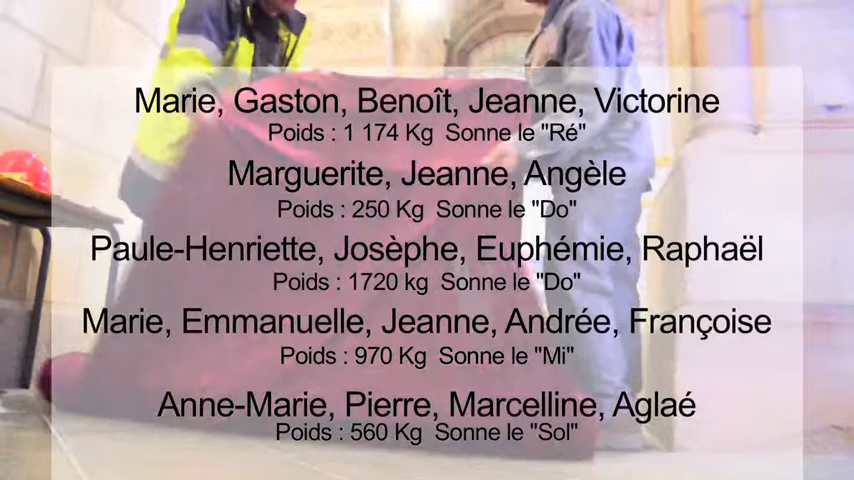 Marie, Gaston, Benoît, Jeanne, Victorine
Poids : 1 174 Kg Sonne le "Ré"
Marguerite, Jeanne, Angèle
Poids : 250 Kg Sonne le "Do"
Paule-Henriette, Josèphe, Euphémie, Raphaël
Poids : 1720 kg Sonne le "Do"
Marie, Emmanuelle, Jeanne, Andrée, Françoise
Poids : 970 Kg Sonne le "Mi"
Anne-Marie, Pierre, Marcelline, Aglaé
Poids : 560 Kg Sonne le "Sol"